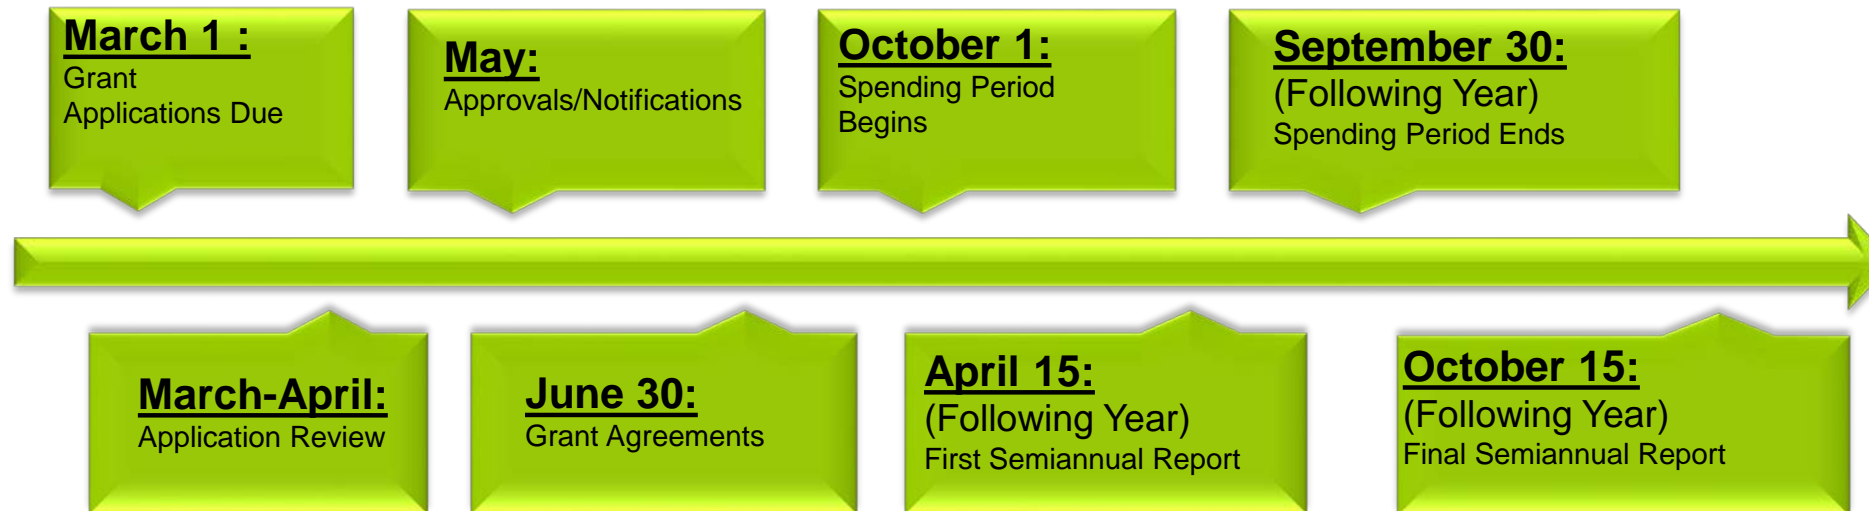 March 1 :
Grant
Applications Due
May:
Approvals/Notifications
October 1:
Spending Period
Begins
September 30:
(Following Year)
Spending Period Ends
March-April:
Application Review
June 30:
Grant Agreements
April 15:
(Following Year)
First Semiannual Report
October 15:
(Following Year)
Final Semiannual Report